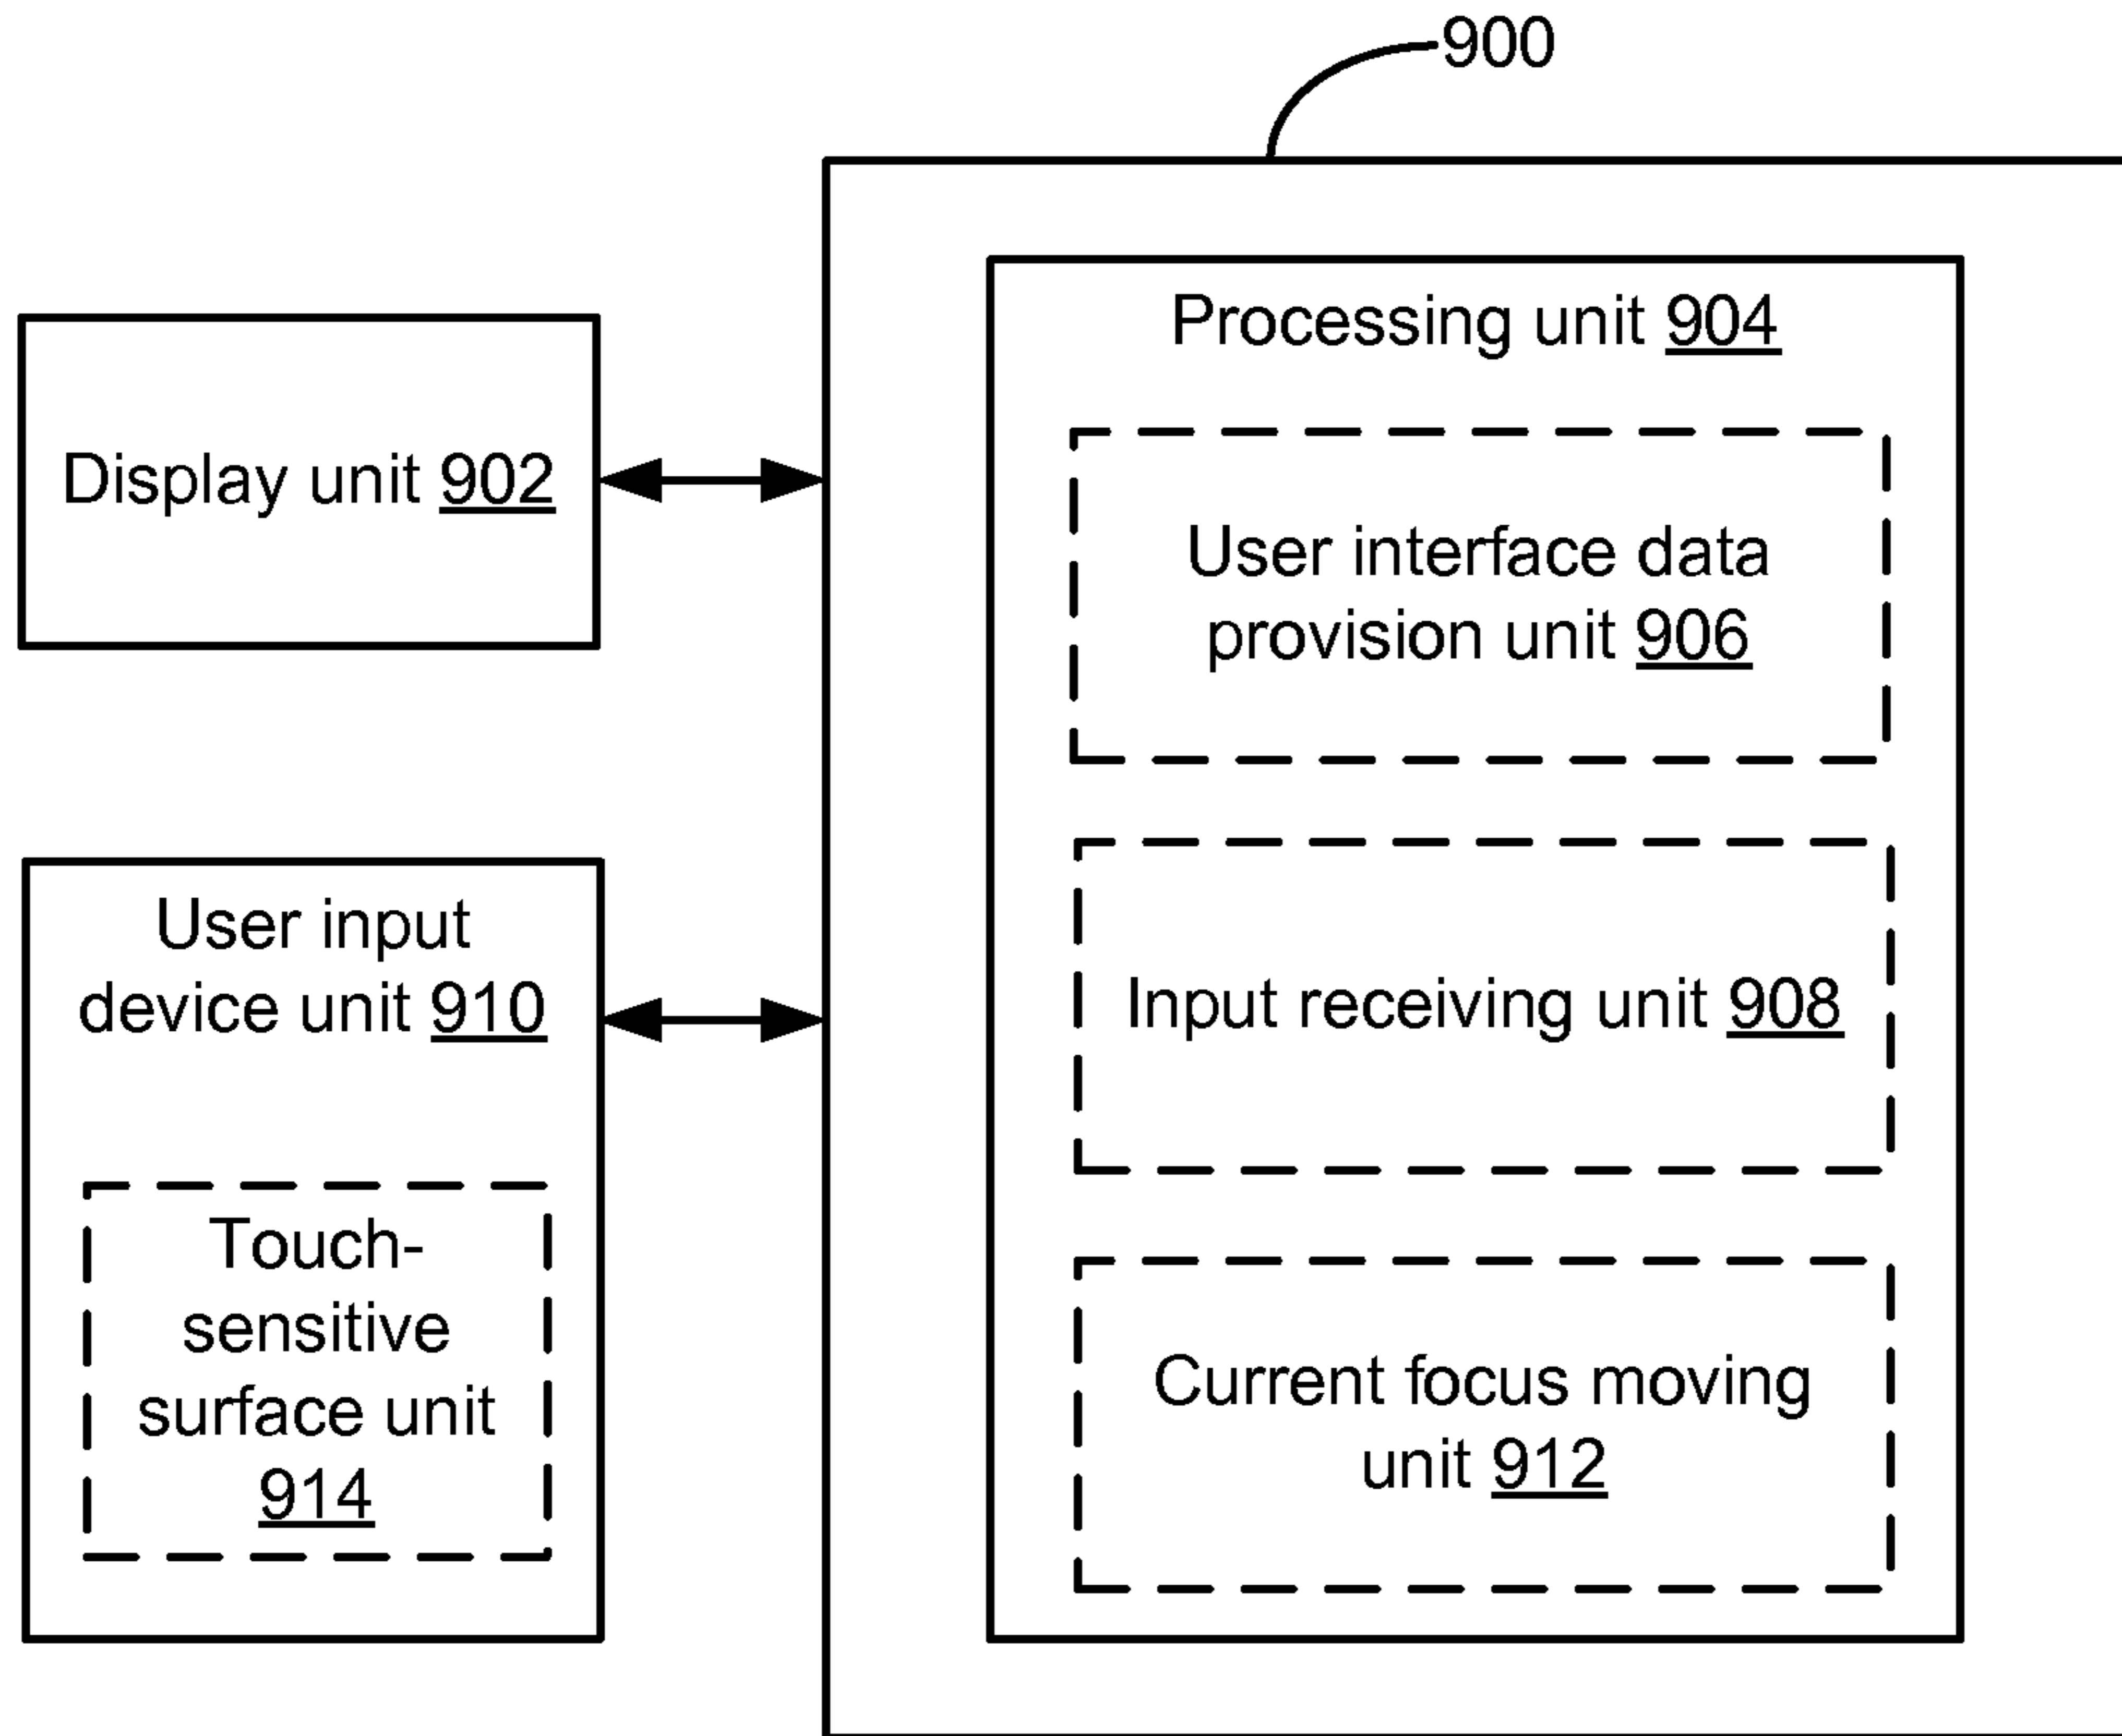 900
Processing unit 904
Display unit 902
User interface data
provision unit 906
User input
device unit 910
Input receiving unit 908
Touch-
sensitive
surface unit
914
Current focus moving
unit 912